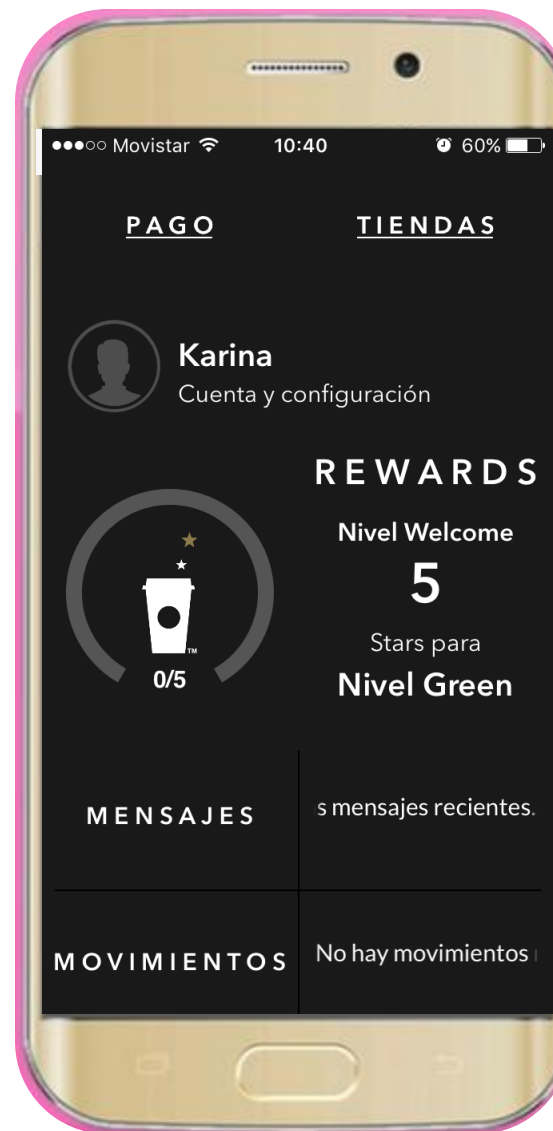 Movistar 10:40 60%
PAGO TIENDAS
Karina
Cuenta y configuración
REWARDS
Nivel Welcome
5
Stars para
Nivel Green
TM
0/5
MENSAJES
s mensajes recientes.
MOVIMIENTOS
No hay movimientos